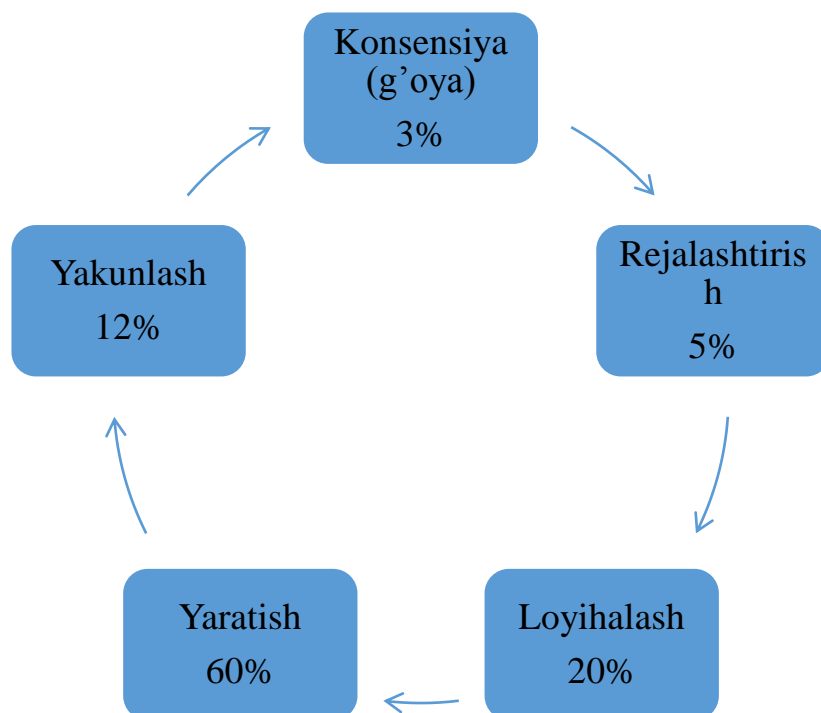 Konsensiya
(g’oya)
3%
Rejalashtiris
h
5%
Loyihalash
20%
Yaratish
60%
Yakunlash
12%